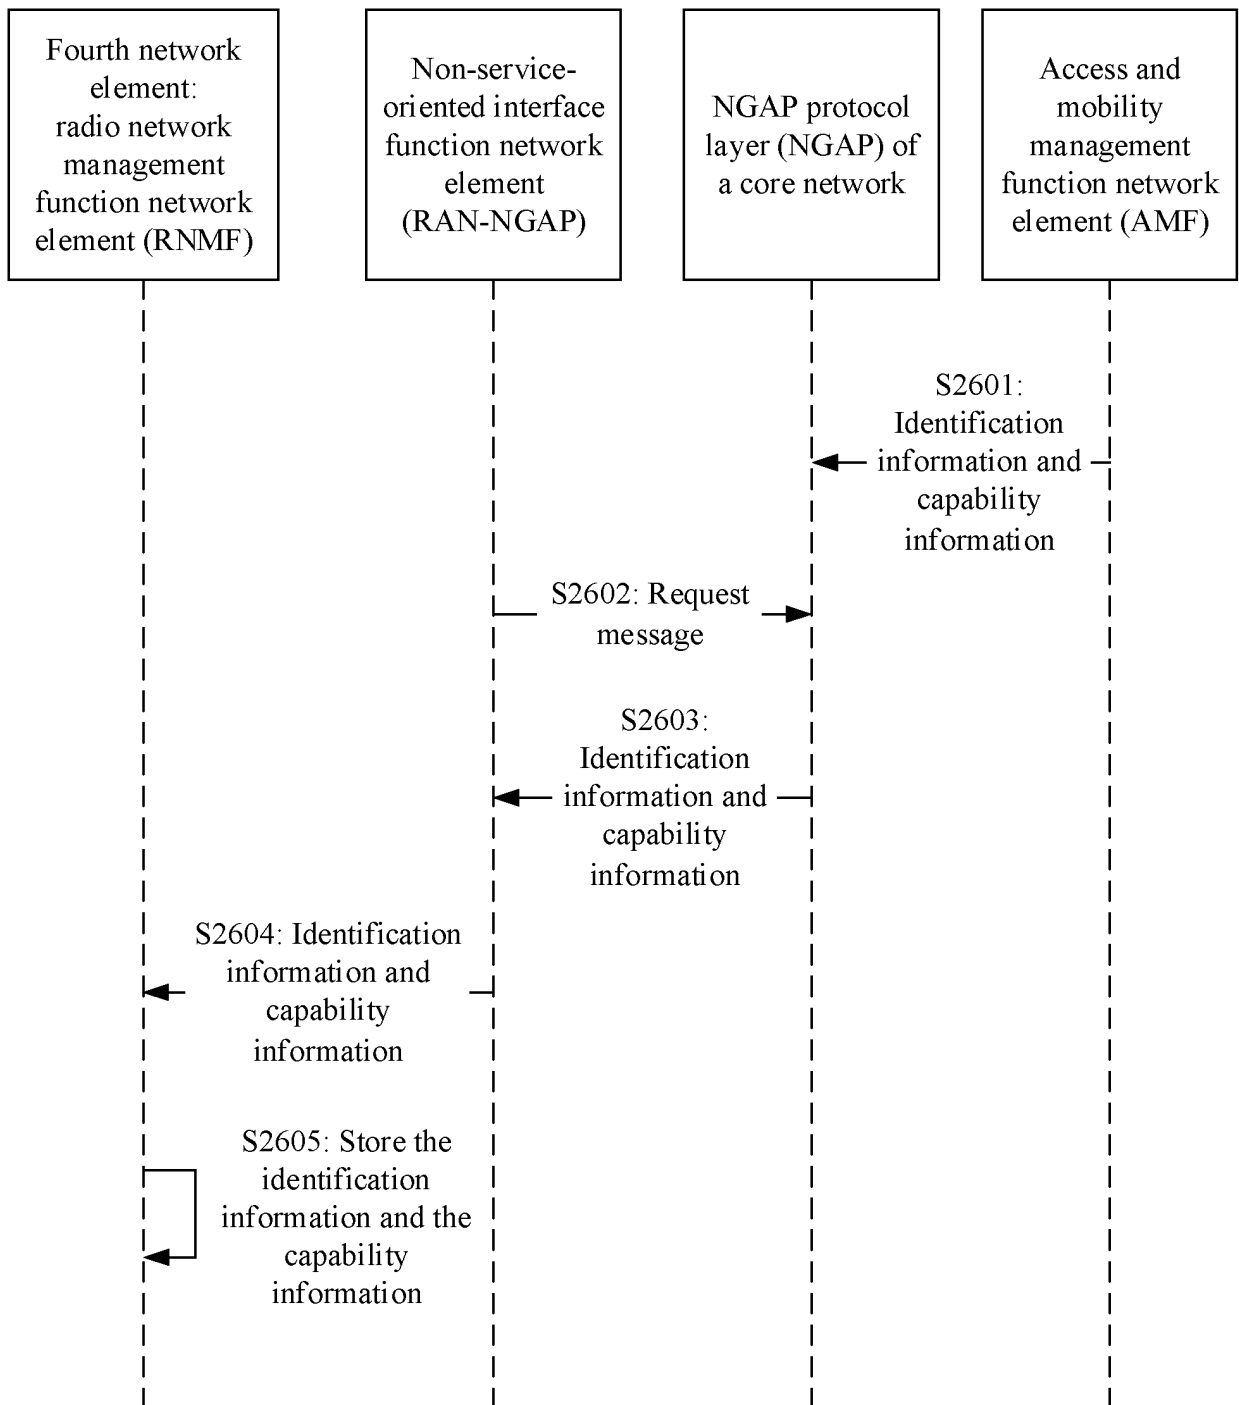 Fourth network
element:
radio network
management
function network
element (RNMF)
Non-service-
oriented interface
function network
element
(RAN-NGAP)
NGAP protocol
layer (NGAP) of
a core network
Access and
mobility
management
function network
element (AMF)
S2601:
Identification
information and
capability
information
S2602: Request
message
S2603:
Identification
information and
capability
information
S2604: Identification
information and
capability
information
S2605: Store the
identification
information and the
capability
information